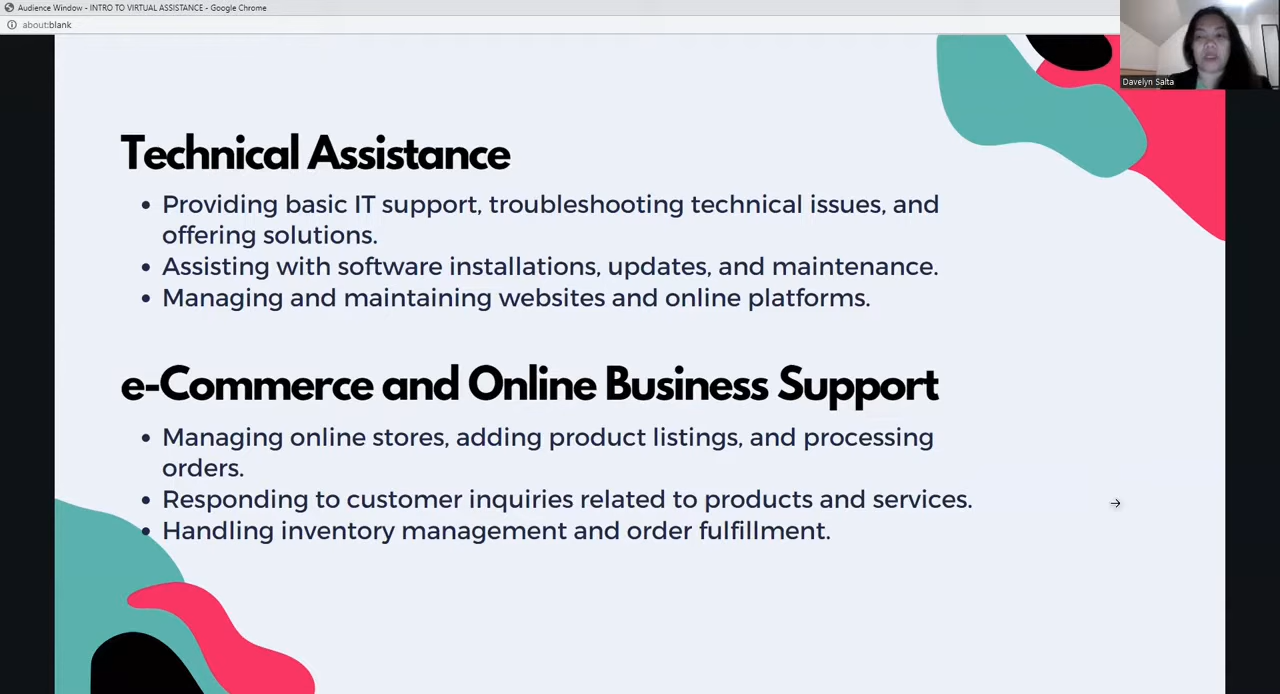 Audience Window - INTRO TO VIRTUAL ASSISTANCE - Google Chrome
about:blank
Davelyn Salta
Technical Assistance
• Providing basic IT support, troubleshooting technical issues, and
offering solutions.
• Assisting with software installations, updates, and maintenance.
• Managing and maintaining websites and online platforms.
e-Commerce and Online Business Support
• Managing online stores, adding product listings, and processing
orders.
• Responding to customer inquiries related to products and services.
• Handling inventory management and order fulfillment.